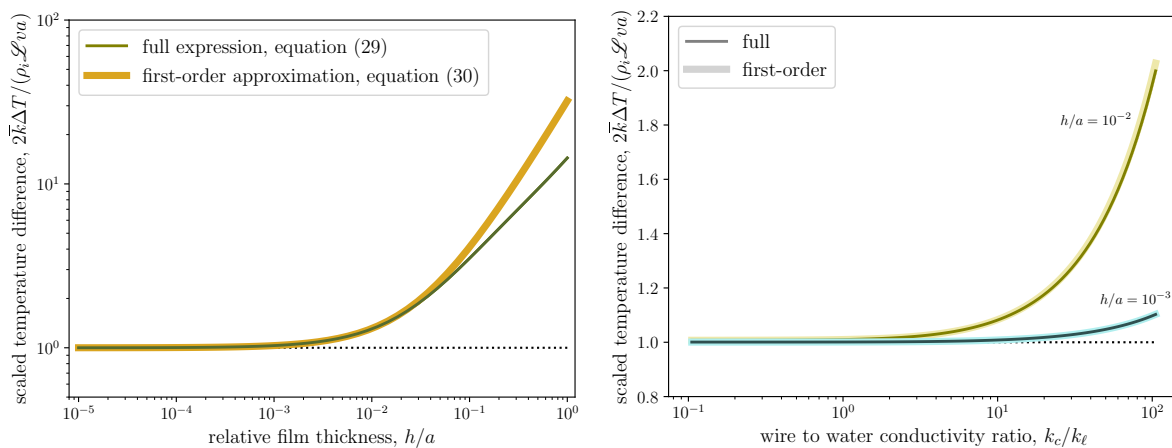 scaled temperature difference, 2k̅ΔT/(ρᵢℒva)
10²
10¹
10⁰
full expression, equation (29)
first-order approximation, equation (30)
10⁻⁵
10⁻⁴
10⁻³
10⁻²
10⁻¹
10⁰
relative film thickness, h/a
scaled temperature difference, 2k̅ΔT/(ρᵢℒva)
2.2
2.0
1.8
1.6
1.4
1.2
1.0
0.8
full
first-order
h/a = 10⁻²
h/a = 10⁻³
10⁻¹
10⁰
10¹
10²
wire to water conductivity ratio, k_c/k_ℓ